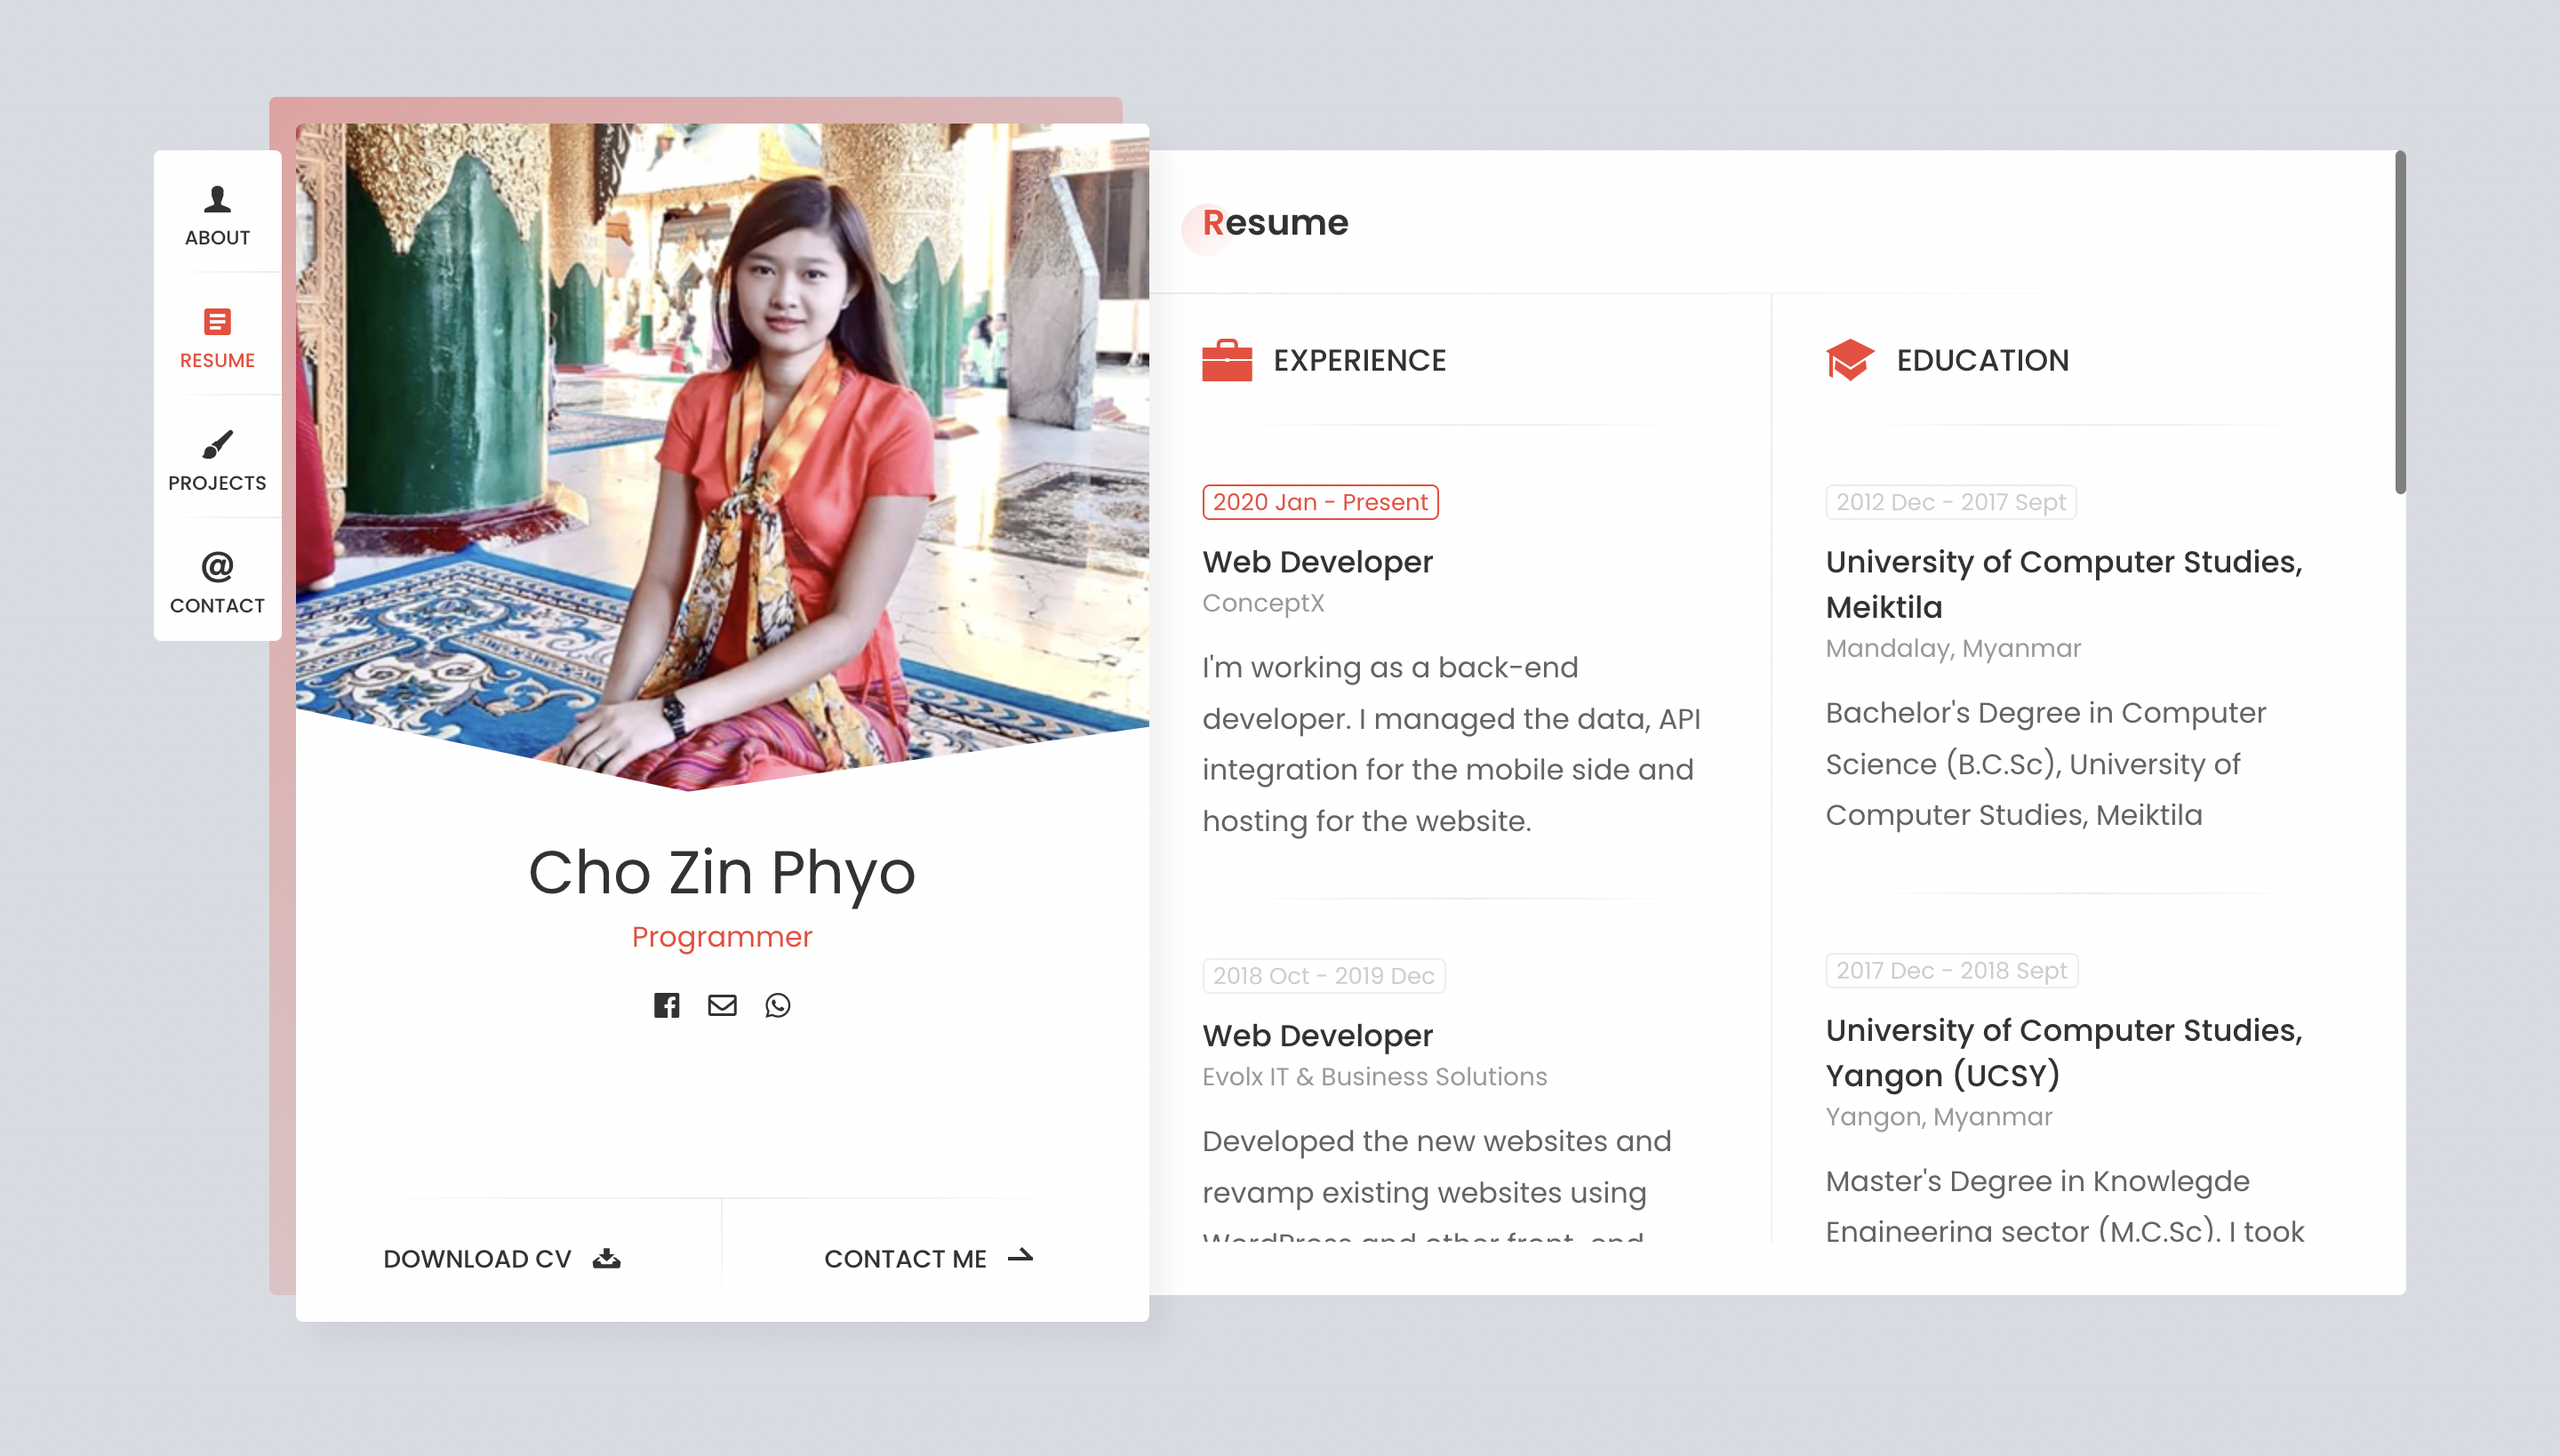 ABOUT
RESUME
PROJECTS
@
CONTACT
Cho Zin Phyo
Programmer
DOWNLOAD CV
CONTACT ME
Resume
EXPERIENCE
2020 Jan - Present
Web Developer
ConceptX
I'm working as a back-end
developer. I managed the data, API
integration for the mobile side and
hosting for the website.
2018 Oct - 2019 Dec
Web Developer
Evolx IT & Business Solutions
Developed the new websites and
revamp existing websites using
WordPress and other front-end
EDUCATION
2012 Dec - 2017 Sept
University of Computer Studies,
Meiktila
Mandalay, Myanmar
Bachelor's Degree in Computer
Science (B.C.Sc), University of
Computer Studies, Meiktila
2017 Dec - 2018 Sept
University of Computer Studies,
Yangon (UCSY)
Yangon, Myanmar
Master's Degree in Knowlegde
Engineering sector (M.C.Sc). I took